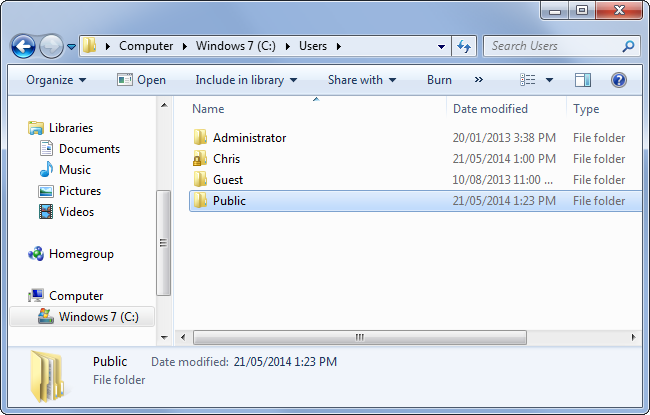 Computer Windows 7 (C:) Users Search Users
Organize Open Include in library Share with Burn »
Name Date modified Type
Libraries
Documents
Music
Pictures
Videos
Homegroup
Computer
Windows 7 (C:)
Administrator 20/01/2013 3:38 PM File folder
Chris 21/05/2014 1:00 PM File folder
Guest 10/08/2013 11:00 ... File folder
Public 21/05/2014 1:23 PM File folder
Public Date modified: 21/05/2014 1:23 PM
File folder